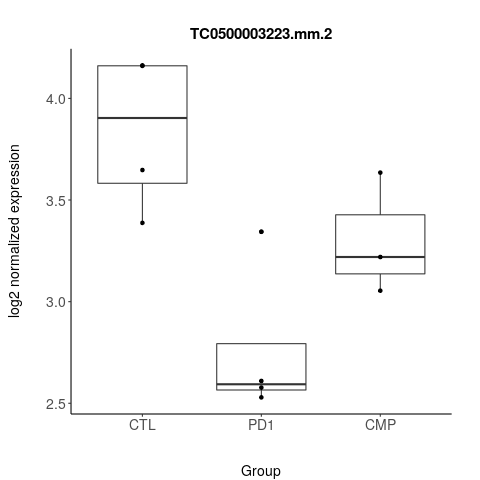 TC0500003223.mm.2
log2 normalized expression
4.0
3.5
3.0
2.5
CTL PD1 CMP
Group